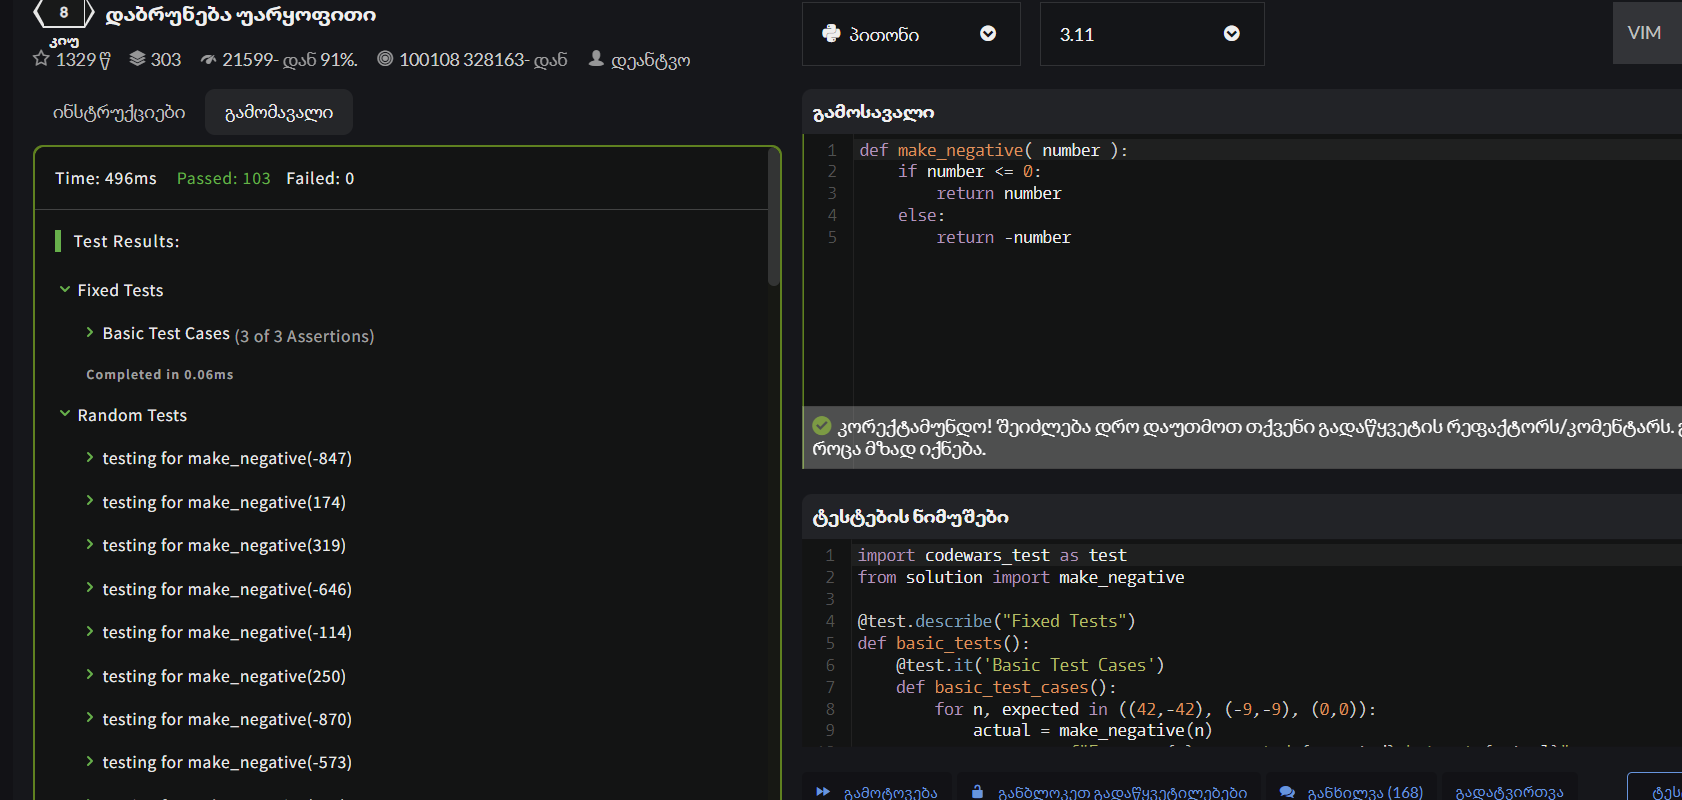 8 დაბრუნება უარყოფითი
კიუ
1329 წ 303 21599- დან 91%. 100108 328163- დან დეანტვო
ინსტრუქციები გამომავალი
Time: 496ms Passed: 103 Failed: 0
Test Results:
Fixed Tests
Basic Test Cases (3 of 3 Assertions)
Completed in 0.06ms
Random Tests
testing for make_negative(-847)
testing for make_negative(174)
testing for make_negative(319)
testing for make_negative(-646)
testing for make_negative(-114)
testing for make_negative(250)
testing for make_negative(-870)
testing for make_negative(-573)
პითონი 3.11 VIM
გამოსავალი
1 def make_negative( number ):
2 if number <= 0:
3 return number
4 else:
5 return -number
კორექტამუნდო! შეიძლება დრო დაუთმოთ თქვენი გადაწყვეტის რეფაქტორს/კომენტარს.
როცა მზად იქნება.
ტესტების ნიმუშები
1 import codewars_test as test
2 from solution import make_negative
3
4 @test.describe("Fixed Tests")
5 def basic_tests():
6 @test.it('Basic Test Cases')
7 def basic_test_cases():
8 for n, expected in ((42,-42), (-9,-9), (0,0)):
9 actual = make_negative(n)
გამოტოვება განბლოკეთ გადაწყვეტილებები განხილვა (168) გადატვირთვა